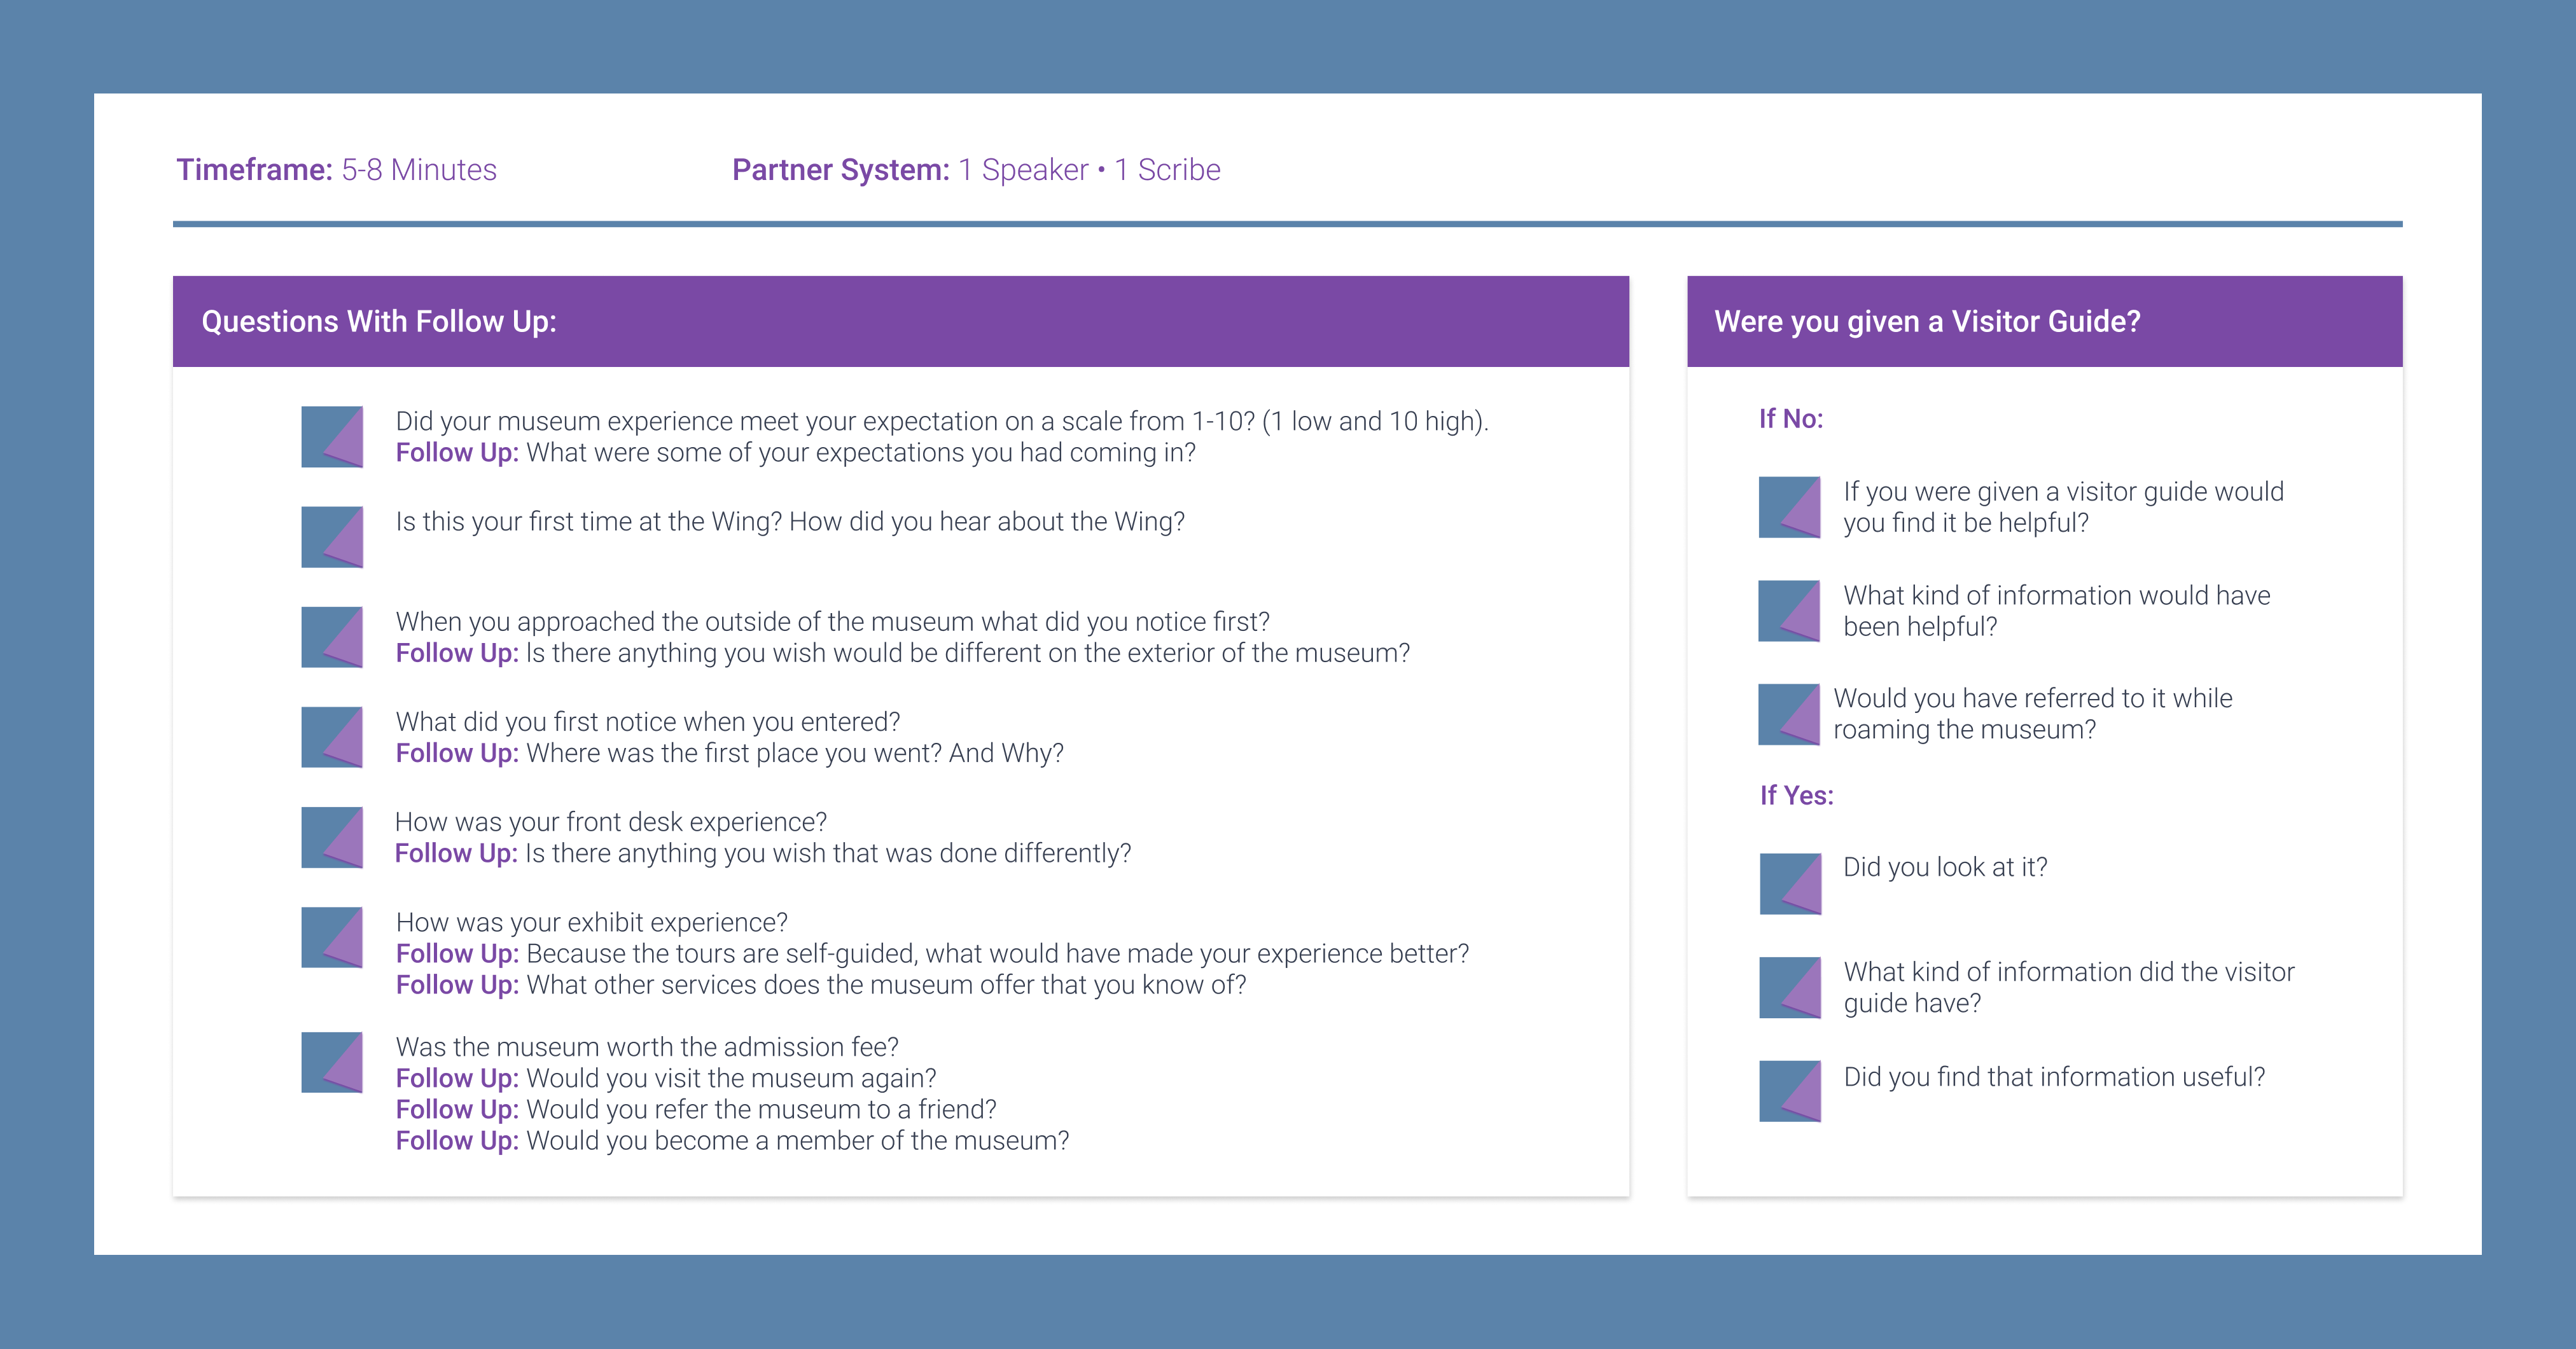 Timeframe: 5-8 Minutes
Partner System: 1 Speaker • 1 Scribe
Questions With Follow Up:
Did your museum experience meet your expectation on a scale from 1-10? (1 low and 10 high).
Follow Up: What were some of your expectations you had coming in?
Is this your first time at the Wing? How did you hear about the Wing?
When you approached the outside of the museum what did you notice first?
Follow Up: Is there anything you wish would be different on the exterior of the museum?
What did you first notice when you entered?
Follow Up: Where was the first place you went? And Why?
How was your front desk experience?
Follow Up: Is there anything you wish that was done differently?
How was your exhibit experience?
Follow Up: Because the tours are self-guided, what would have made your experience better?
Follow Up: What other services does the museum offer that you know of?
Was the museum worth the admission fee?
Follow Up: Would you visit the museum again?
Follow Up: Would you refer the museum to a friend?
Follow Up: Would you become a member of the museum?
Were you given a Visitor Guide?
If No:
If you were given a visitor guide would
you find it be helpful?
What kind of information would have
been helpful?
Would you have referred to it while
roaming the museum?
If Yes:
Did you look at it?
What kind of information did the visitor
guide have?
Did you find that information useful?